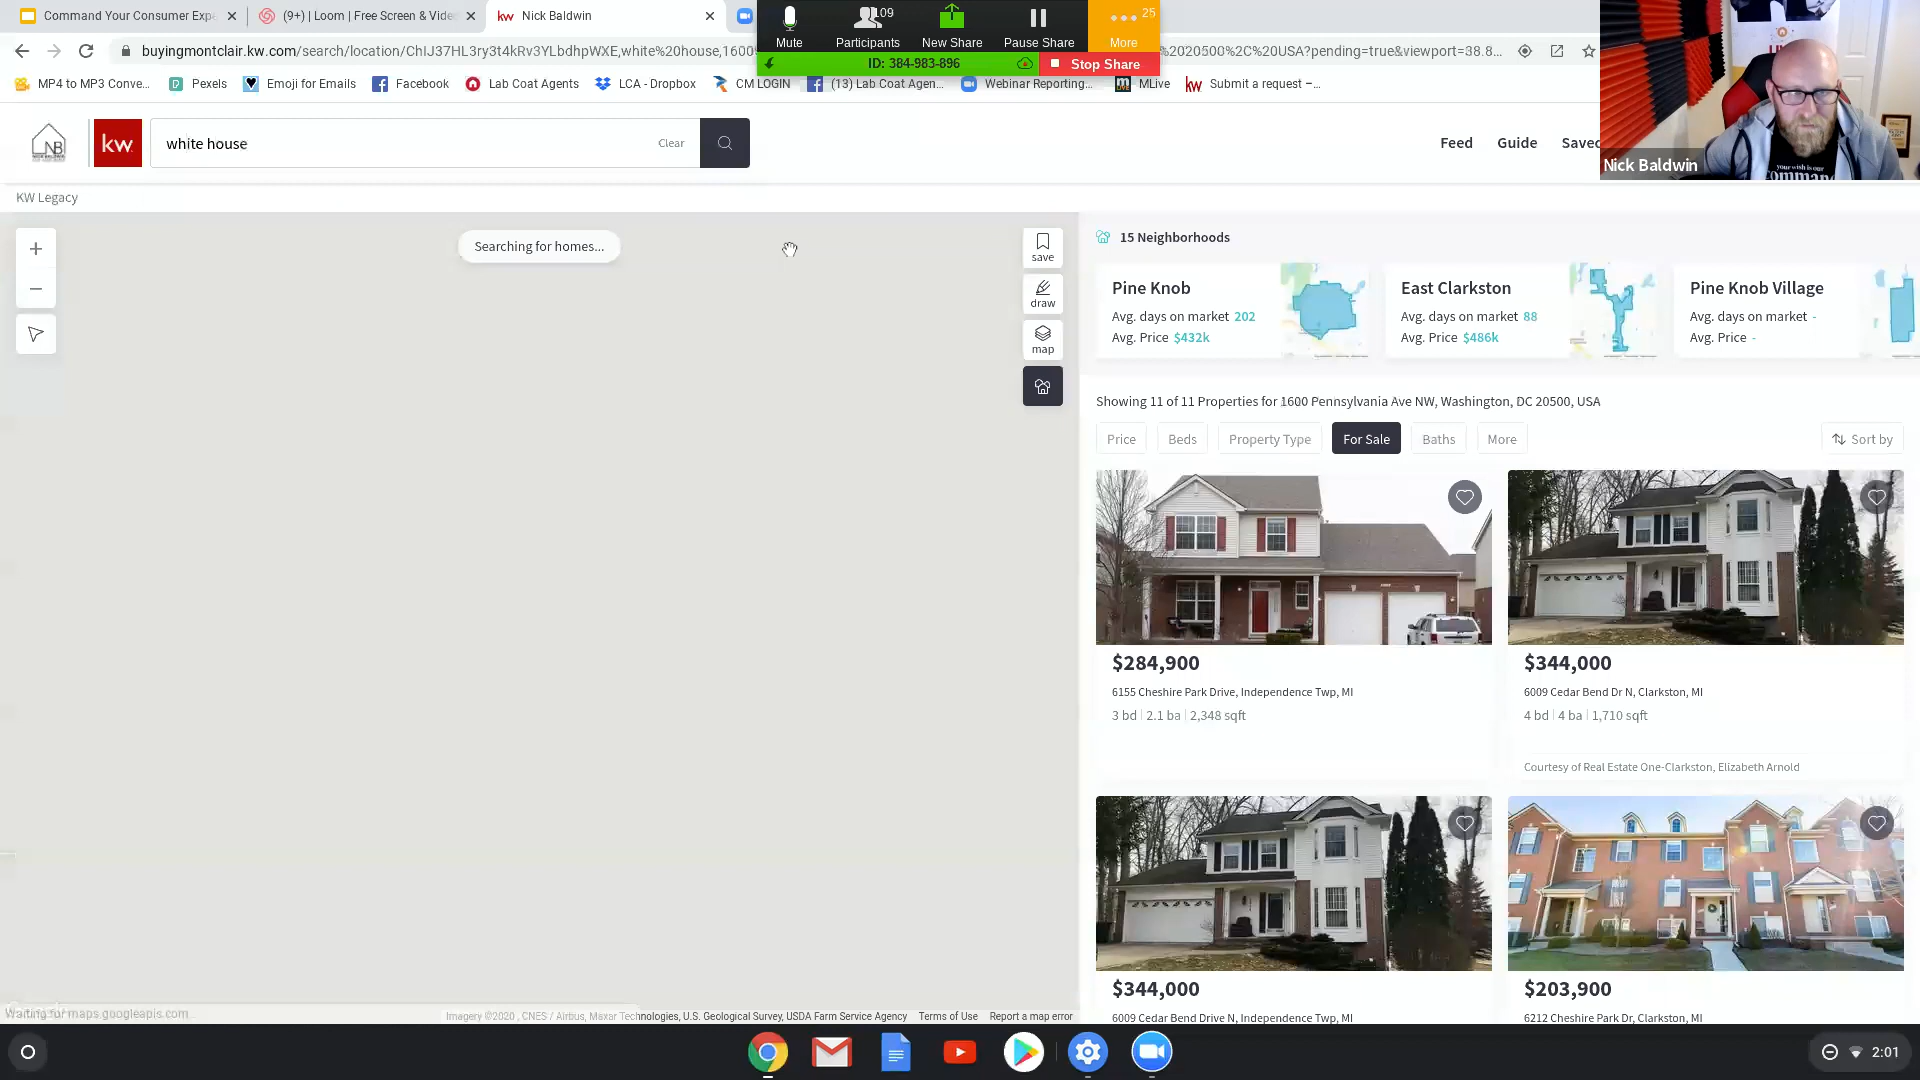 Command Your Consumer Exp
(9+) | Loom | Free Screen & Vide
kw Nick Baldwin
Mute
109
Participants
New Share
Pause Share
25
More
ID: 384-983-896
Stop Share
buyingmontclair.kw.com/search/location/ChIJ37HL3ry3t4kRv3YLbdhpWXE,white%20house,1600
%2020500%2C%20USA?pending=true&viewport=38.8...
MP4 to MP3 Conve...
Pexels
Emoji for Emails
Facebook
Lab Coat Agents
LCA - Dropbox
CM LOGIN
(13) Lab Coat Agen...
Webinar Reporting...
MLive
kw Submit a request –...
NB
kw
white house
Clear
Feed
Guide
Saved
Nick Baldwin
your wish is our
command
KW Legacy
Searching for homes...
save
draw
map
15 Neighborhoods
Pine Knob
Avg. days on market 202
Avg. Price $432k
East Clarkston
Avg. days on market 88
Avg. Price $486k
Pine Knob Village
Avg. days on market -
Avg. Price -
Showing 11 of 11 Properties for 1600 Pennsylvania Ave NW, Washington, DC 20500, USA
Price
Beds
Property Type
For Sale
Baths
More
Sort by
$284,900
6155 Cheshire Park Drive, Independence Twp, MI
3 bd | 2.1 ba | 2,348 sqft
$344,000
6009 Cedar Bend Dr N, Clarkston, MI
4 bd | 4 ba | 1,710 sqft
Courtesy of Real Estate One-Clarkston, Elizabeth Arnold
$344,000
6009 Cedar Bend Drive N, Independence Twp, MI
$203,900
6212 Cheshire Park Dr, Clarkston, MI
Waiting for maps.googleapis.com
Imagery ©2020 , CNES / Airbus, Maxar Technologies, U.S. Geological Survey, USDA Farm Service Agency
Terms of Use
Report a map error
2:01